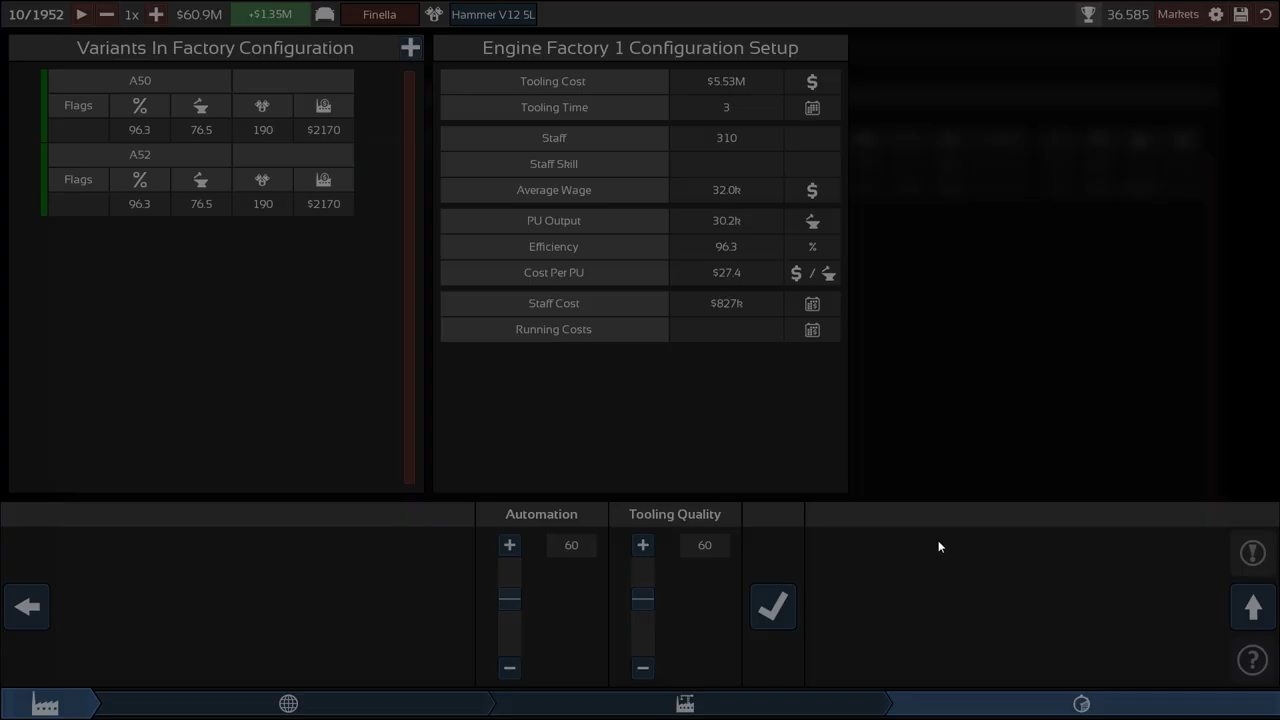 10/1952 1x $60.9M +$1.35M Finella Hammer V12 5L 36.585 Markets
Variants In Factory Configuration
A50
Flags %
96.3 76.5 190 $2170
A52
Flags %
96.3 76.5 190 $2170
Engine Factory 1 Configuration Setup
Tooling Cost $5.53M $
Tooling Time 3
Staff 310
Staff Skill
Average Wage 32.0k $
PU Output 30.2k
Efficiency 96.3 %
Cost Per PU $27.4 $ /
Staff Cost $827k
Running Costs
Automation Tooling Quality
60 60